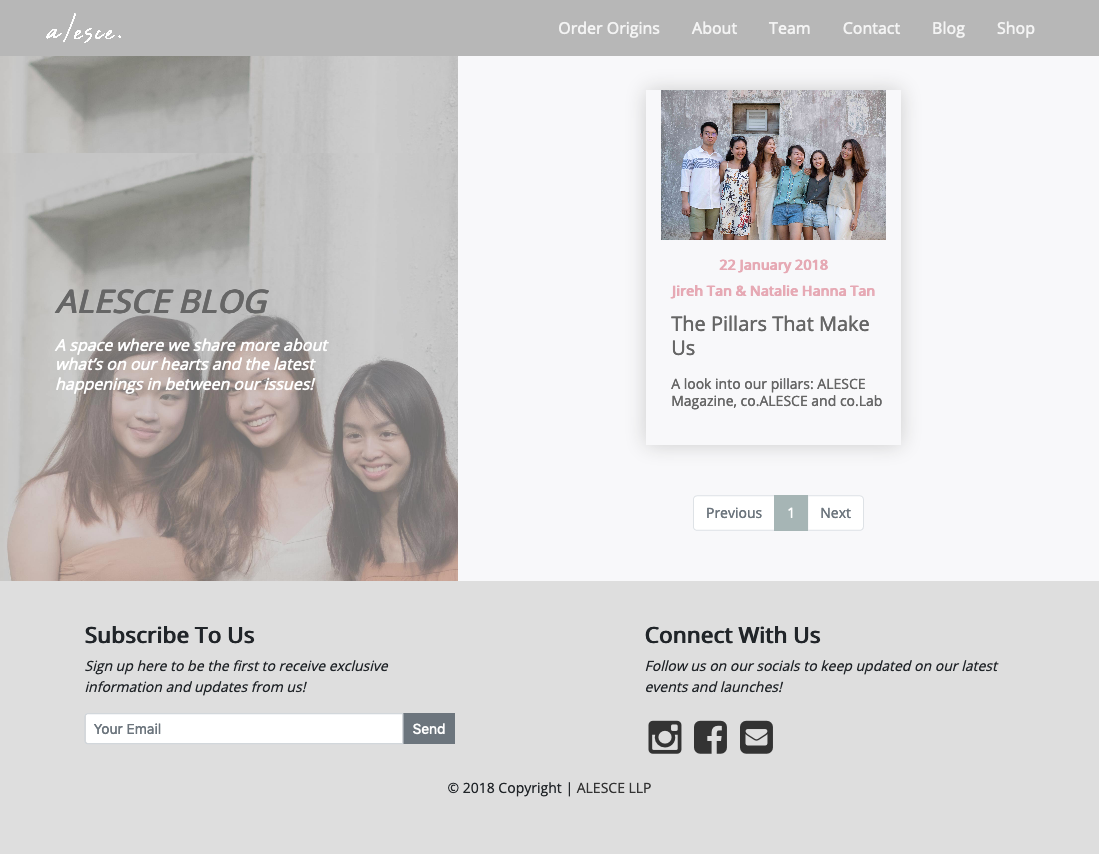 alesce.
Order Origins
About
Team
Contact
Blog
Shop
ALESCE BLOG
A space where we share more about
what's on our hearts and the latest
happenings in between our issues!
22 January 2018
Jireh Tan & Natalie Hanna Tan
The Pillars That Make
Us
A look into our pillars: ALESCE
Magazine, co.ALESCE and co.Lab
Previous
1
Next
Subscribe To Us
Sign up here to be the first to receive exclusive
information and updates from us!
Your Email
Send
Connect With Us
Follow us on our socials to keep updated on our latest
events and launches!
© 2018 Copyright | ALESCE LLP